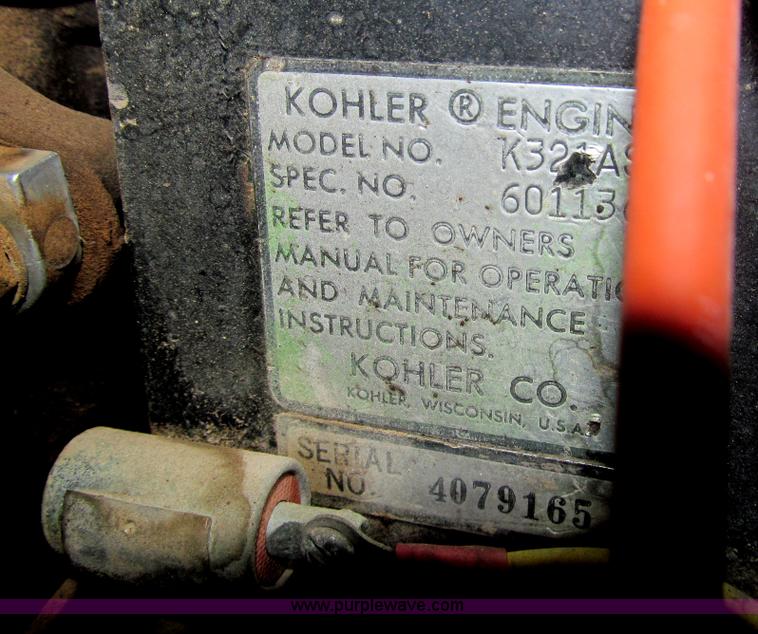 KOHLER ® ENGIN
MODEL NO. K321AS
SPEC. NO. 60113
REFER TO OWNERS
MANUAL FOR OPERATIO
AND MAINTENANCE
INSTRUCTIONS.
KOHLER CO.
KOHLER, WISCONSIN, U.S.A.
SERIAL
NO. 4079165
www.purplewave.com